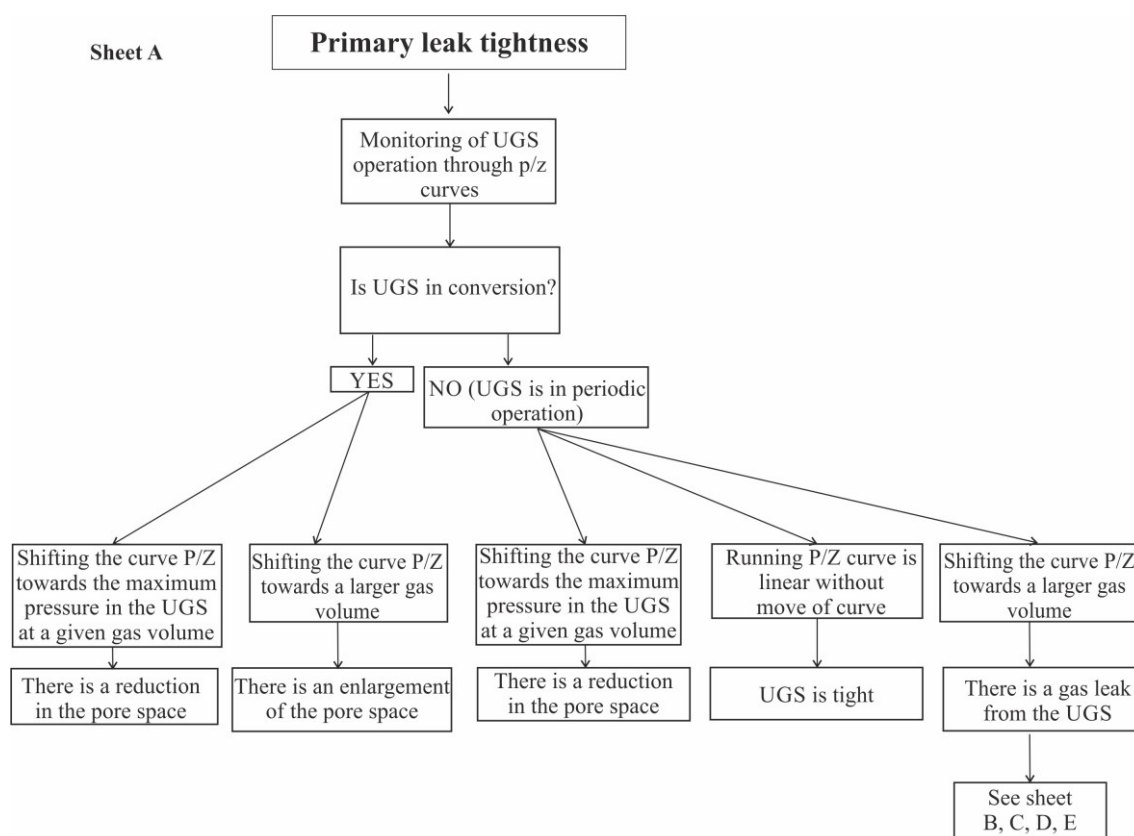 Sheet A
Primary leak tightness
Monitoring of UGS
operation through p/z
curves
Is UGS in conversion?
YES
NO (UGS is in periodic
operation)
Shifting the curve P/Z
towards the maximum
pressure in the UGS
at a given gas volume
Shifting the curve P/Z
towards a larger gas
volume
Shifting the curve P/Z
towards the maximum
pressure in the UGS
at a given gas volume
Running P/Z curve is
linear without
move of curve
Shifting the curve P/Z
towards a larger gas
volume
There is a reduction
in the pore space
There is an enlargement
of the pore space
There is a reduction
in the pore space
UGS is tight
There is a gas leak
from the UGS
See sheet
B, C, D, E